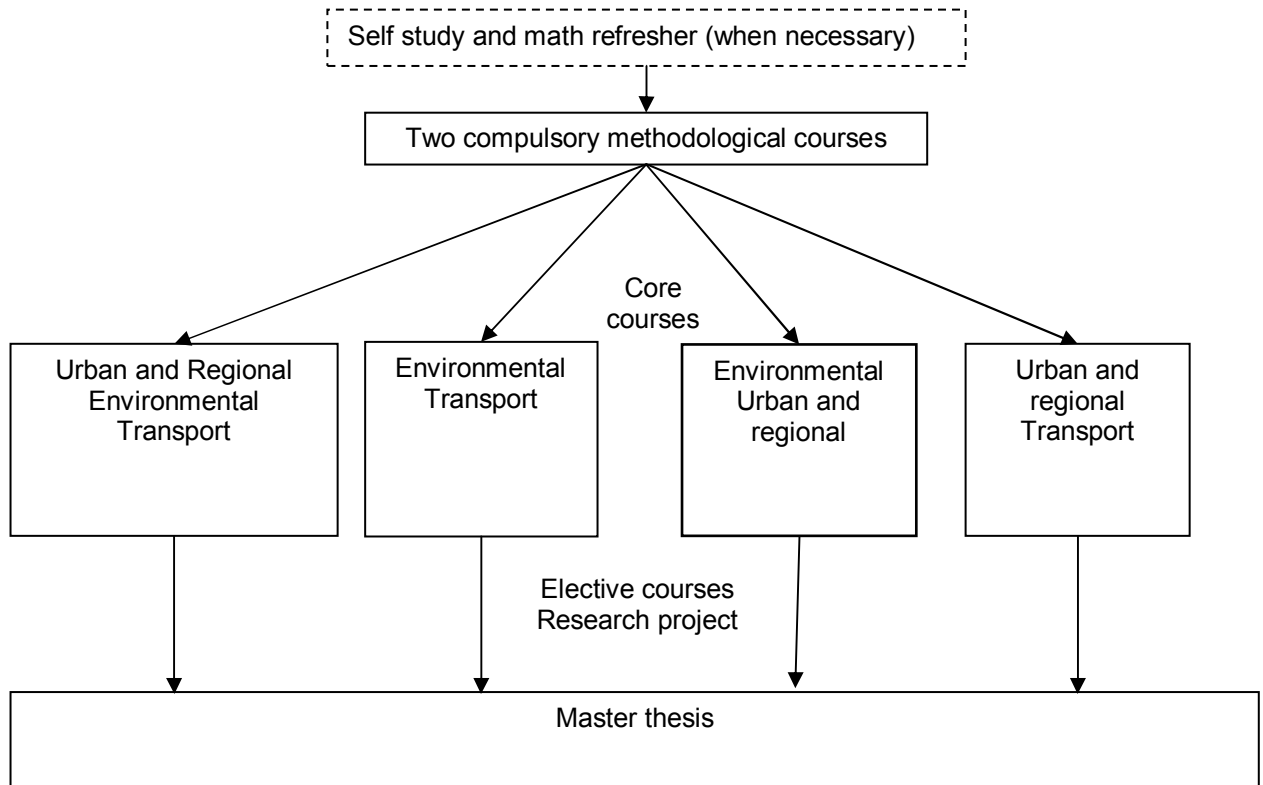 Self study and math refresher (when necessary)
Two compulsory methodological courses
Core
courses
Urban and Regional
Environmental
Transport
Environmental
Transport
Environmental
Urban and
regional
Urban and
regional
Transport
Elective courses
Research project
Master thesis